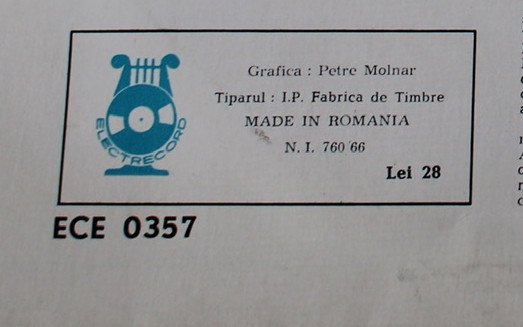 Grafica : Petre Molnar
Tiparul : I.P. Fabrica de Timbre
MADE IN ROMANIA
N. I. 760/66
Lei 28
ELECTRECORD
ECE 0357